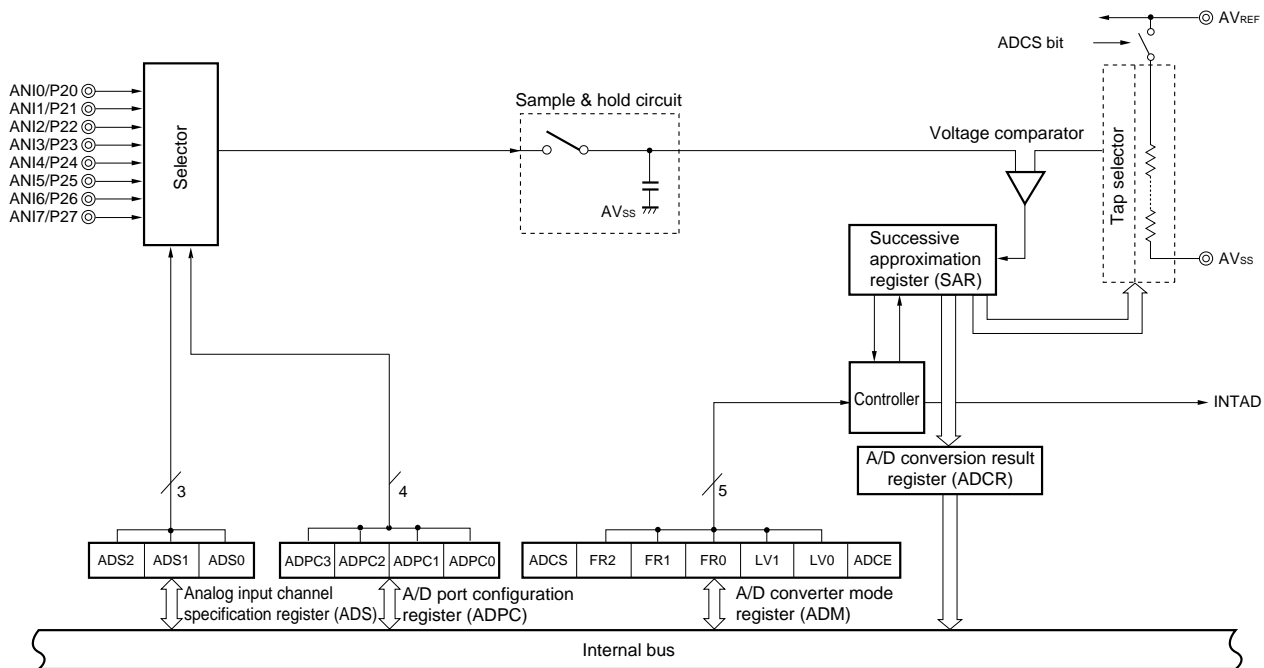 AVREF
ADCS bit
ANI0/P20
ANI1/P21
ANI2/P22
ANI3/P23
ANI4/P24
ANI5/P25
ANI6/P26
ANI7/P27
Selector
Sample & hold circuit
AVSS
Voltage comparator
Tap selector
AVSS
Successive
approximation
register (SAR)
Controller
INTAD
A/D conversion result
register (ADCR)
3
4
5
ADS2 ADS1 ADS0
ADPC3 ADPC2 ADPC1 ADPC0
ADCS FR2 FR1 FR0 LV1 LV0 ADCE
Analog input channel
specification register (ADS)
A/D port configuration
register (ADPC)
A/D converter mode
register (ADM)
Internal bus